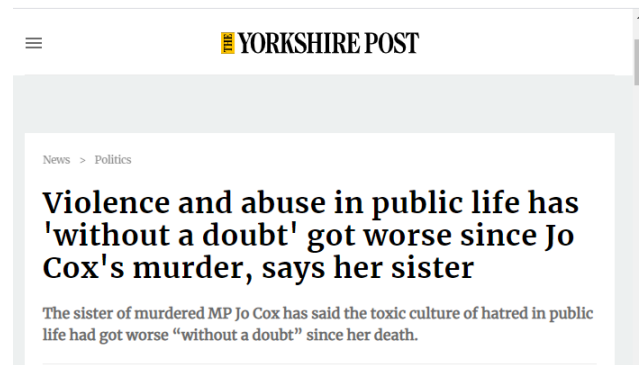 THE YORKSHIRE POST
News > Politics
Violence and abuse in public life has
'without a doubt' got worse since Jo
Cox's murder, says her sister
The sister of murdered MP Jo Cox has said the toxic culture of hatred in public
life had got worse “without a doubt” since her death.